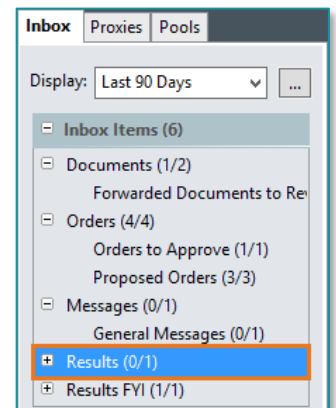 Inbox Proxies Pools
Display: Last 90 Days ...
Inbox Items (6)
Documents (1/2)
Forwarded Documents to Rev
Orders (4/4)
Orders to Approve (1/1)
Proposed Orders (3/3)
Messages (0/1)
General Messages (0/1)
Results (0/1)
Results FYI (1/1)